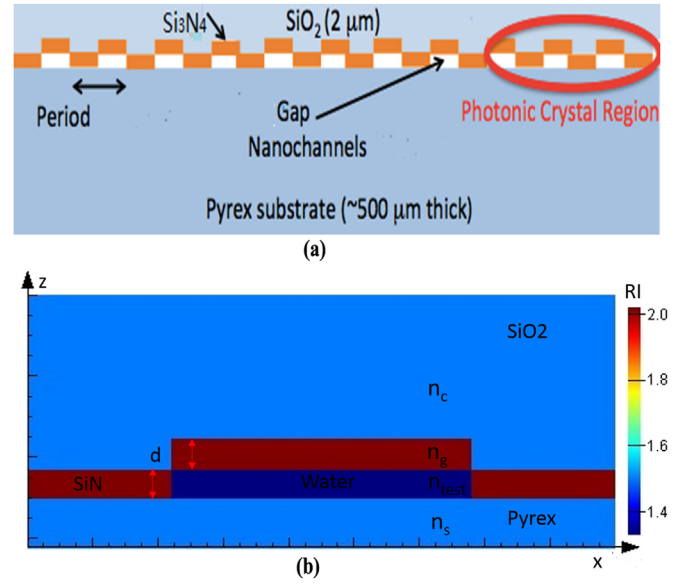 Si3N4
SiO2 (2 μm)
Period
Gap
Nanochannels
Photonic Crystal Region
Pyrex substrate (~500 μm thick)
(a)
z
RI
SiO2
2.0
nc
1.8
d
ng
SiN
Water
ntest
1.6
ns
Pyrex
1.4
x
(b)